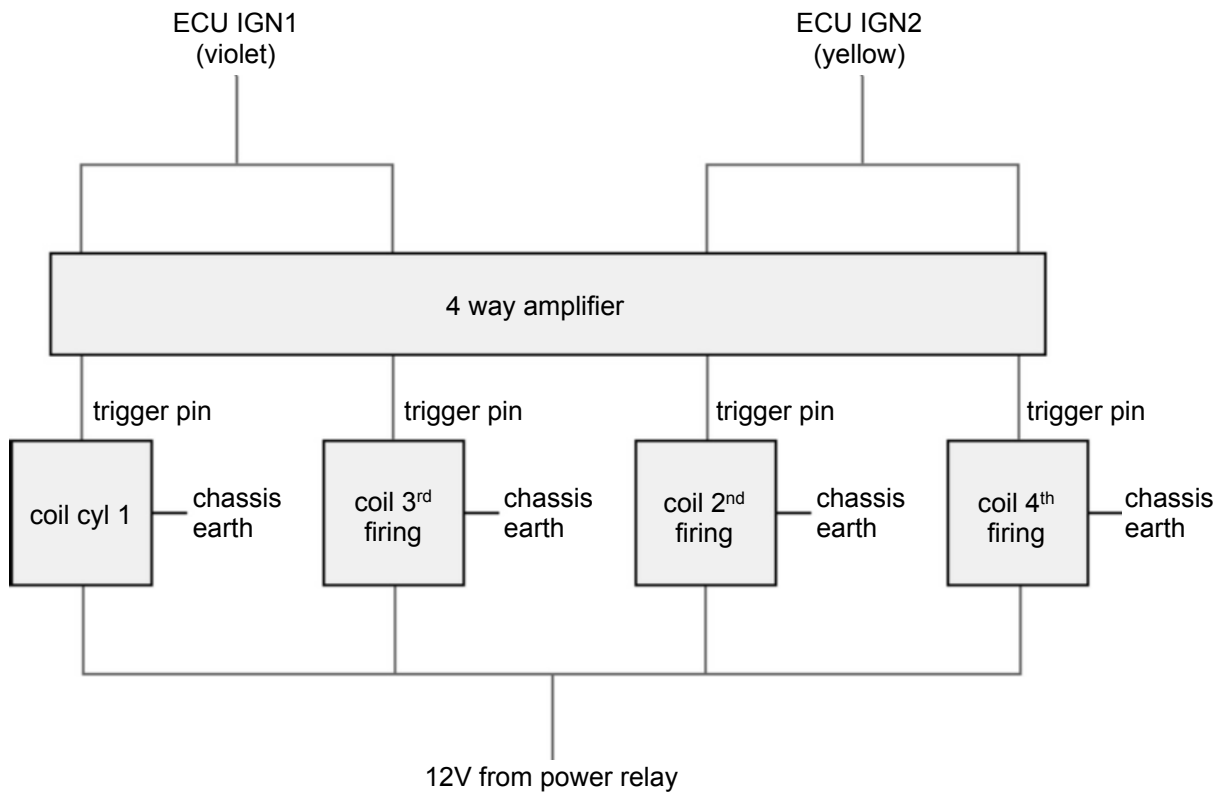 ECU IGN1
(violet)
ECU IGN2
(yellow)
4 way amplifier
trigger pin
trigger pin
trigger pin
trigger pin
coil cyl 1
chassis
earth
coil 3rd
firing
chassis
earth
coil 2nd
firing
chassis
earth
coil 4th
firing
chassis
earth
12V from power relay